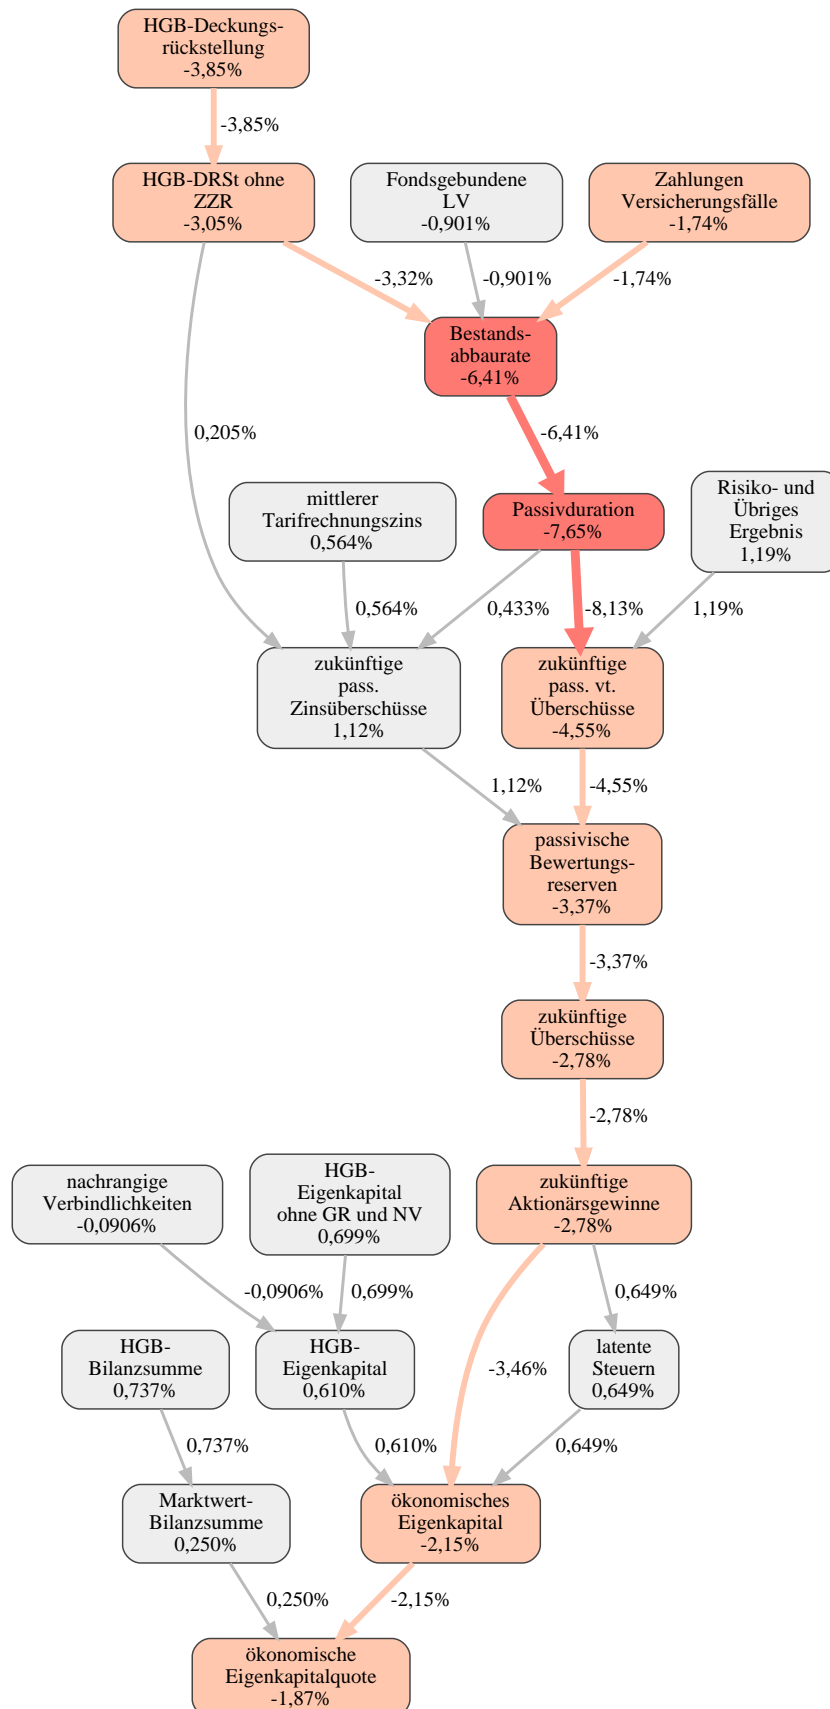 HGB-Deckungs-
rückstellung
-3,85%
-3,85%
HGB-DRSt ohne
ZZR
-3,05%
Fondsgebundene
LV
-0,901%
Zahlungen
Versicherungsfälle
-1,74%
-3,32%
-0,901%
-1,74%
Bestands-
abbaurate
-6,41%
0,205%
-6,41%
mittlerer
Tarifrechnungszins
0,564%
Passivduration
-7,65%
Risiko- und
Übriges
Ergebnis
1,19%
0,564%
0,433%
-8,13%
1,19%
zukünftige
pass.
Zinsüberschüsse
1,12%
zukünftige
pass. vt.
Überschüsse
-4,55%
1,12%
-4,55%
passivische
Bewertungs-
reserven
-3,37%
-3,37%
zukünftige
Überschüsse
-2,78%
-2,78%
nachrangige
Verbindlichkeiten
-0,0906%
HGB-
Eigenkapital
ohne GR und NV
0,699%
zukünftige
Aktionärsgewinne
-2,78%
-0,0906%
0,699%
0,649%
HGB-
Bilanzsumme
0,737%
HGB-
Eigenkapital
0,610%
-3,46%
latente
Steuern
0,649%
0,737%
0,610%
0,649%
Marktwert-
Bilanzsumme
0,250%
ökonomisches
Eigenkapital
-2,15%
0,250%
-2,15%
ökonomische
Eigenkapitalquote
-1,87%